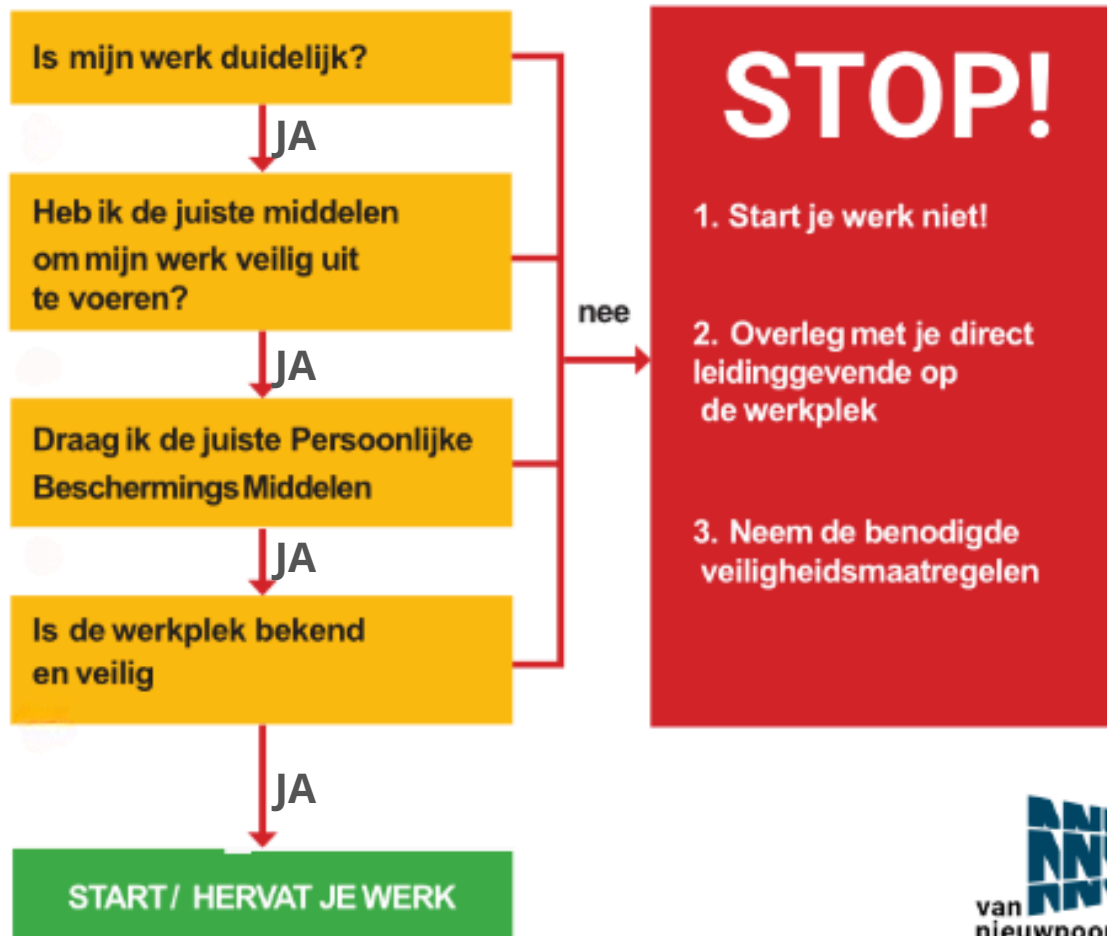 Is mijn werk duidelijk?
JA
Heb ik de juiste middelen
om mijn werk veilig uit
te voeren?
JA
Draag ik de juiste Persoonlijke
BeschermingsMiddelen
JA
Is de werkplek bekend
en veilig
JA
START/ HERVAT JE WERK
nee
STOP!
1. Start je werk niet!
2. Overleg met je direct
leidinggevende op
de werkplek
3. Neem de benodigde
veiligheidsmaatregelen
van
nieuwpoor